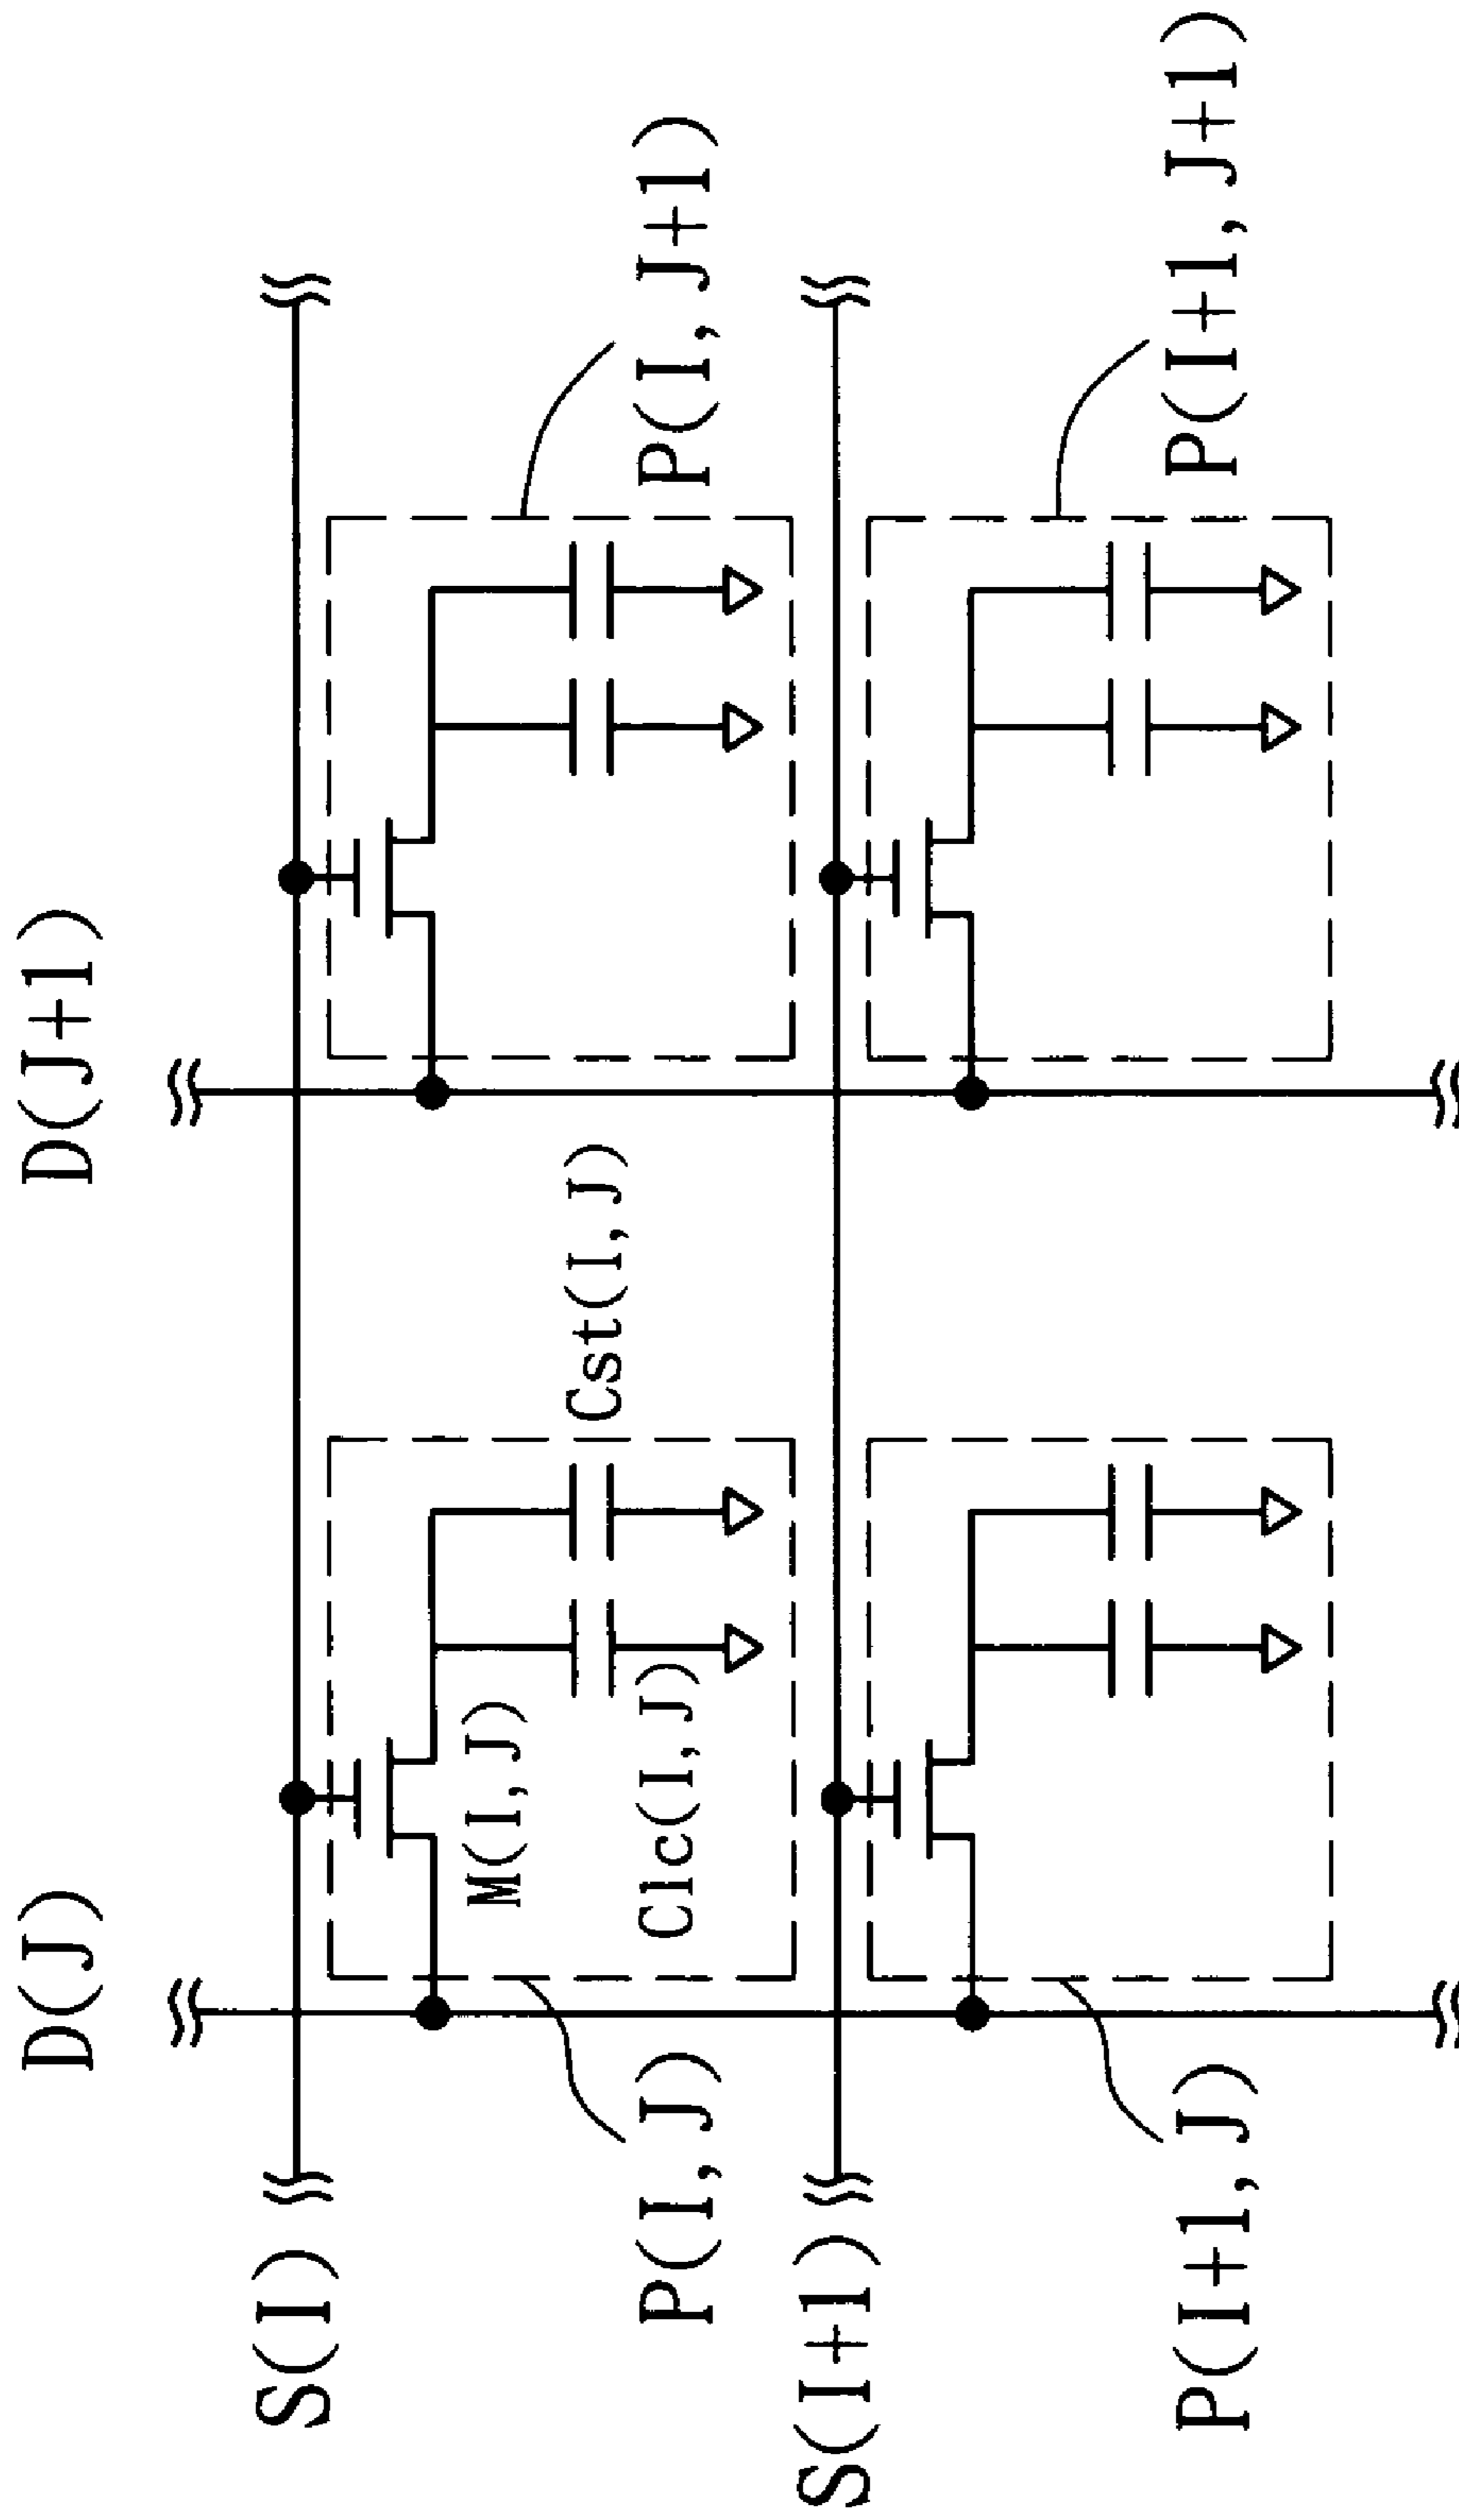 D(J)
D(J+1)
S(I)
M(I,J)
Cst(I,J)
Clc(I,J)
P(I,J)
P(I,J+1)
S(I+1)
P(I+1,J)
P(I+1,J+1)